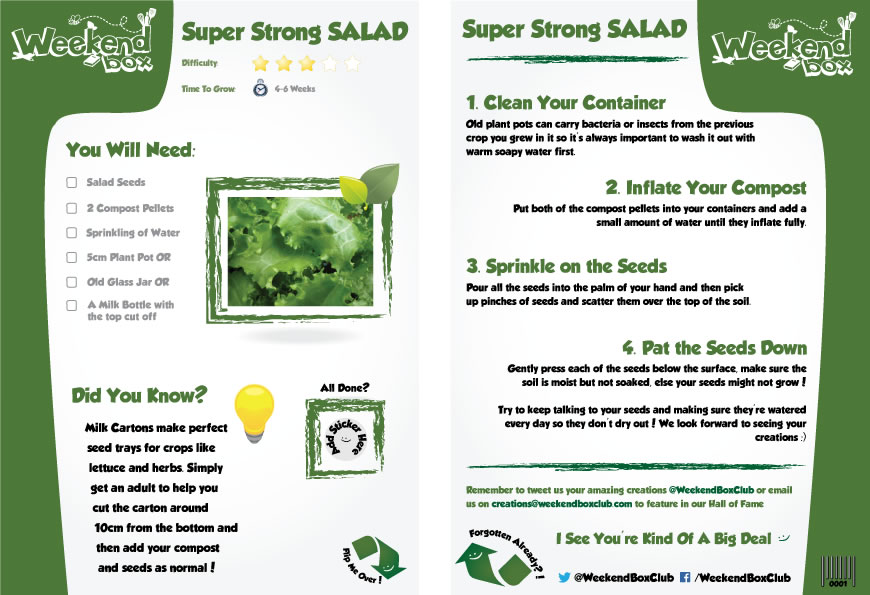 Weekend
box
Super Strong SALAD
Difficulty:
Time To Grow:
4-6 Weeks
You Will Need:
Salad Seeds
2 Compost Pellets
Sprinkling of Water
5cm Plant Pot OR
Old Glass Jar OR
A Milk Bottle with
the top cut off
Did You Know?
Milk Cartons make perfect
seed trays for crops like
lettuce and herbs. Simply
get an adult to help you
cut the carton around
10cm from the bottom and
then add your compost
and seeds as normal!
All Done?
Add Sticker Here
Flip Me Over!
Super Strong SALAD
Weekend
box
1. Clean Your Container
Old plant pots can carry bacteria or insects from the previous
crop you grew in it so it's always important to wash it out with
warm soapy water first.
2. Inflate Your Compost
Put both of the compost pellets into your containers and add a
small amount of water until they inflate fully.
3. Sprinkle on the Seeds
Pour all the seeds into the palm of your hand and then pick
up pinches of seeds and scatter them over the top of the soil.
4. Pat the Seeds Down
Gently press each of the seeds below the surface, make sure the
soil is moist but not soaked, else your seeds might not grow!
Try to keep talking to your seeds and making sure they're watered
every day so they don't dry out! We look forward to seeing your
creations :)
Remember to tweet us your amazing creations @WeekendBoxClub or email
us on creations@weekendboxclub.com to feature in our Hall of Fame
Forgotten Already?!
I See You're Kind Of A Big Deal
@WeekendBoxClub /WeekendBoxClub
0001